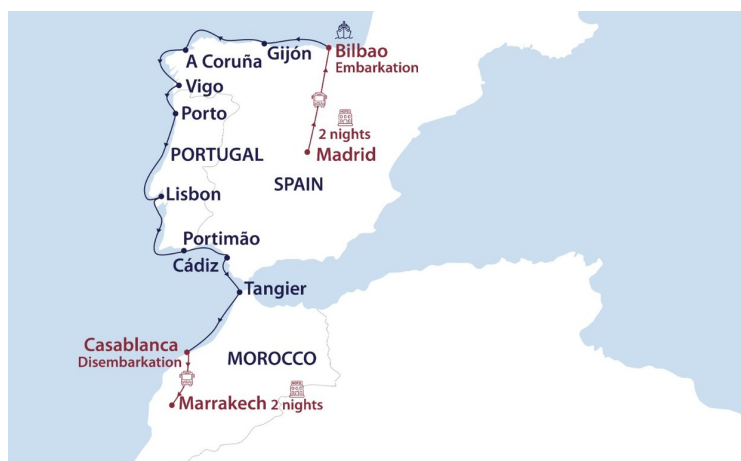 Gijón
Bilbao
Embarkation
A Coruña
Vigo
Porto
2 nights
Madrid
PORTUGAL
SPAIN
Lisbon
Portimão
Cádiz
Tangier
Casablanca
Disembarkation
MOROCCO
Marrakech 2 nights